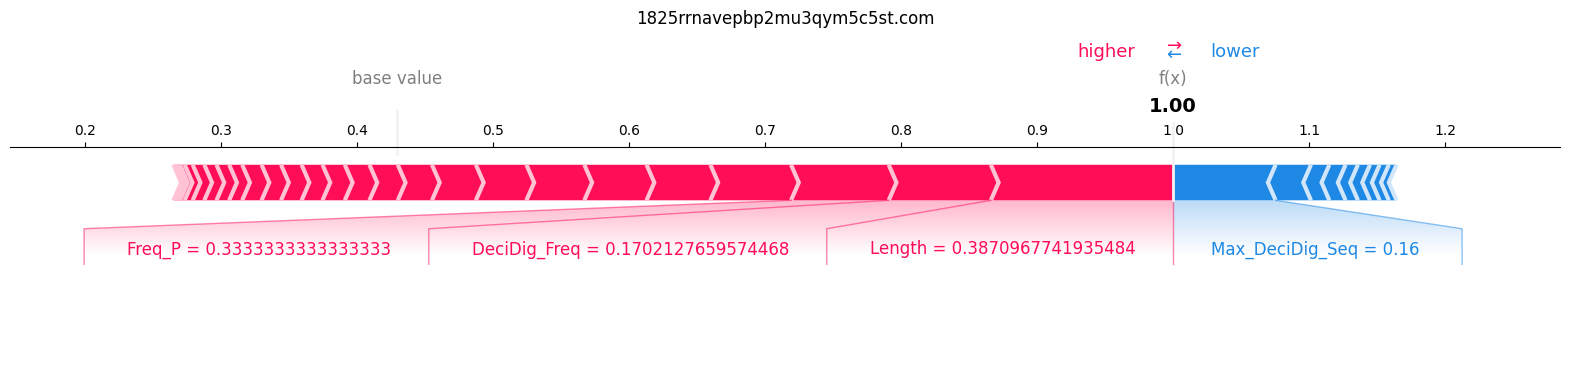 1825rrnavepbp2mu3qym5c5st.com
higher ⇄ lower
base value
f(x)
1.00
0.2 0.3 0.4 0.5 0.6 0.7 0.8 0.9 1.0 1.1 1.2
Freq_P = 0.3333333333333333 DeciDig_Freq = 0.1702127659574468 Length = 0.3870967741935484 Max_DeciDig_Seq = 0.16